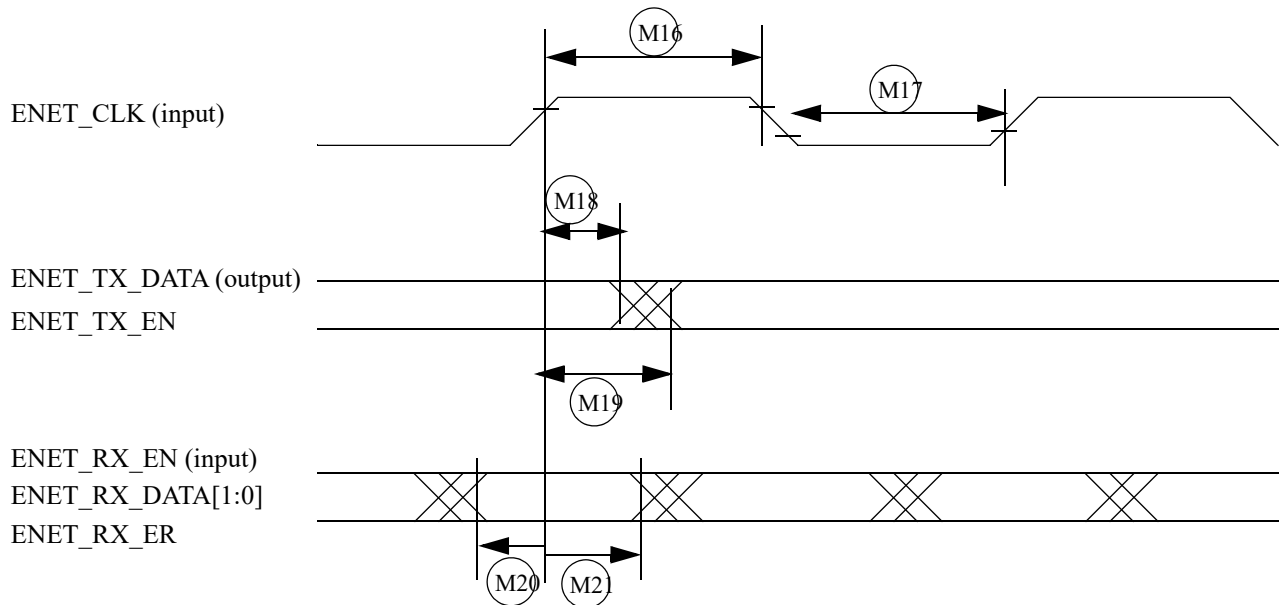 M16
M17
ENET_CLK (input)
M18
ENET_TX_DATA (output)
ENET_TX_EN
M19
ENET_RX_EN (input)
ENET_RX_DATA[1:0]
ENET_RX_ER
M20
M21